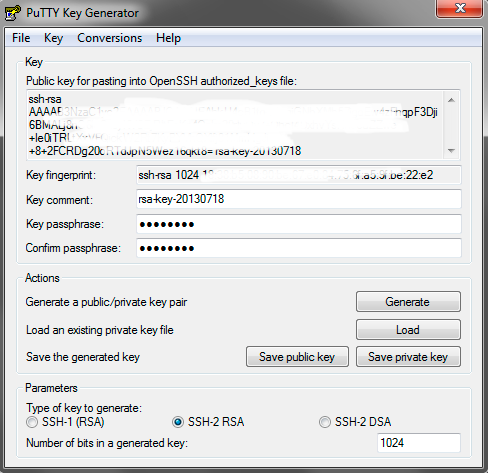 PuTTY Key Generator
File Key Conversions Help
Key
Public key for pasting into OpenSSH authorized_keys file:
ssh-rsa
+8+2FCRDg20
rsa-key-20130718
Key fingerprint: ssh-rsa 1024 be:22:e2
Key comment: rsa-key-20130718
Key passphrase: ●●●●●●●●
Confirm passphrase: ●●●●●●●●
Actions
Generate a public/private key pair Generate
Load an existing private key file Load
Save the generated key Save public key Save private key
Parameters
Type of key to generate:
SSH-1 (RSA) SSH-2 RSA SSH-2 DSA
Number of bits in a generated key: 1024